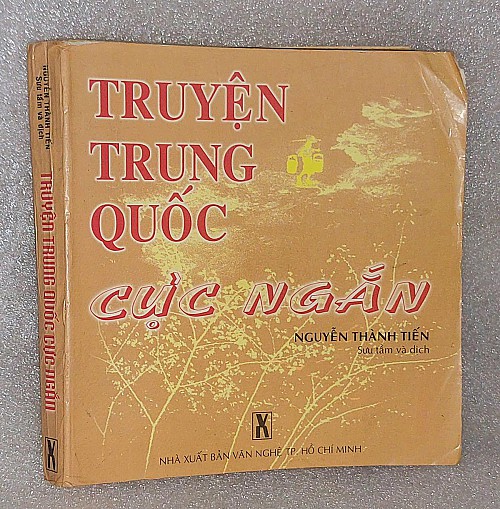 TRUYỆN
TRUNG
QUỐC
CỰC NGẮN
NGUYỄN THÀNH TIẾN
Sưu tầm và dịch
X
NHÀ XUẤT BẢN VĂN NGHỆ TP. HỒ CHÍ MINH
NGUYỄN THÀNH TIẾN
Sưu tầm và dịch
TRUYỆN TRUNG QUỐC CỰC NGẮN
X